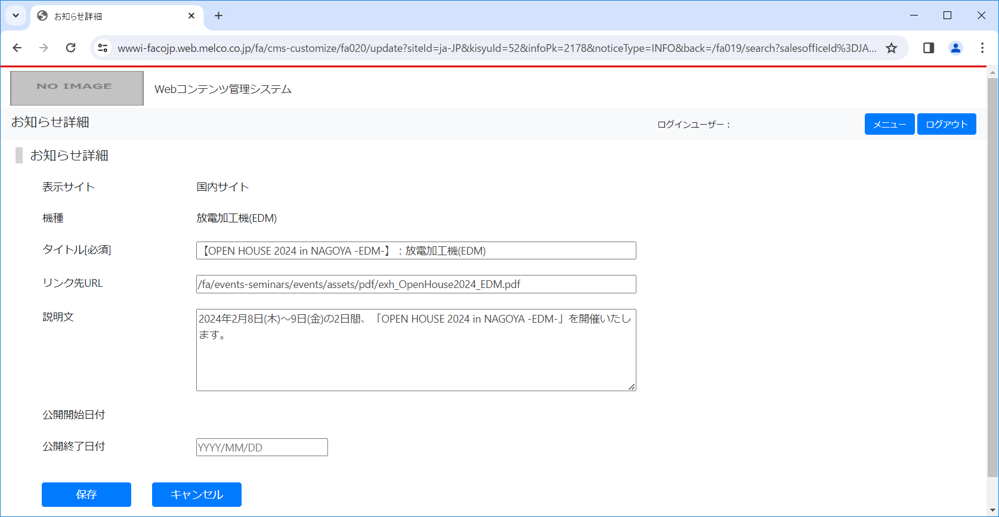 お知らせ詳細
wwwi-facojp.web.melco.co.jp/fa/cms-customize/fa020/update?siteId=ja-JP&kisyuId=52&infoPk=2178&noticeType=INFO&back=/fa019/search?salesofficeId%3DJA...
NO IMAGE
Webコンテンツ管理システム
お知らせ詳細
ログインユーザー：
メニュー
ログアウト
お知らせ詳細
表示サイト
国内サイト
機種
放電加工機(EDM)
タイトル[必須]
【OPEN HOUSE 2024 in NAGOYA -EDM-】：放電加工機(EDM)
リンク先URL
/fa/events-seminars/events/assets/pdf/exh_OpenHouse2024_EDM.pdf
説明文
2024年2月8日(木)～9日(金)の2日間、「OPEN HOUSE 2024 in NAGOYA -EDM-」を開催いたし
ます。
公開開始日付
公開終了日付
YYYY/MM/DD
保存
キャンセル